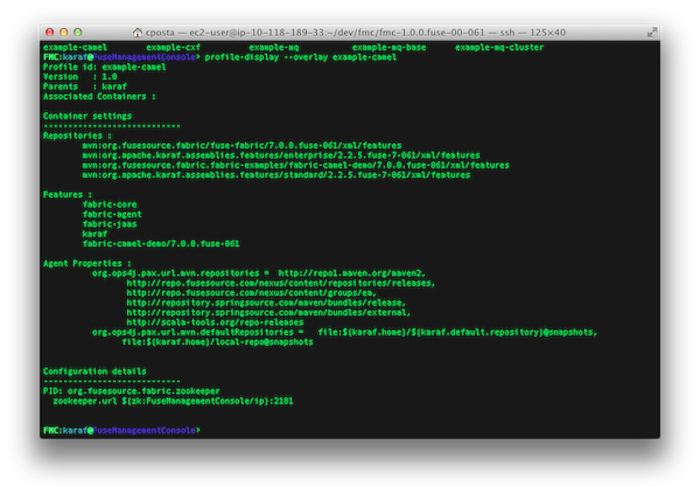 cposta — ec2-user@ip-10-118-189-33:~/dev/fmc/fmc-1.0.0.fuse-00-061 — ssh — 125×40
example-camel example-cxf example-mq example-mq-base example-mq-cluster
FMC:karaf@FuseManagementConsole> profile-display --overlay example-camel
Profile id: example-camel
Version : 1.0
Parents : karaf
Associated Containers :
Container settings
----------------------------
Repositories :
mvn:org.fusesource.fabric/fuse-fabric/7.0.0.fuse-061/xml/features
mvn:org.apache.karaf.assemblies.features/enterprise/2.2.5.fuse-7-061/xml/features
mvn:org.fusesource.fabric.fabric-examples/fabric-camel-demo/7.0.0.fuse-061/xml/features
mvn:org.apache.karaf.assemblies.features/standard/2.2.5.fuse-7-061/xml/features
Features :
fabric-core
fabric-agent
fabric-jaas
karaf
fabric-camel-demo/7.0.0.fuse-061
Agent Properties :
org.ops4j.pax.url.mvn.repositories = http://repo1.maven.org/maven2,
http://repo.fusesource.com/nexus/content/repositories/releases,
http://repo.fusesource.com/nexus/content/groups/ea,
http://repository.springsource.com/maven/bundles/release,
http://repository.springsource.com/maven/bundles/external,
http://scala-tools.org/repo-releases
org.ops4j.pax.url.mvn.defaultRepositories = file:${karaf.home}/${karaf.default.repository}@snapshots,
file:${karaf.home}/local-repo@snapshots
Configuration details
----------------------------
PID: org.fusesource.fabric.zookeeper
zookeeper.url ${zk:FuseManagementConsole/ip}:2181
FMC:karaf@FuseManagementConsole>